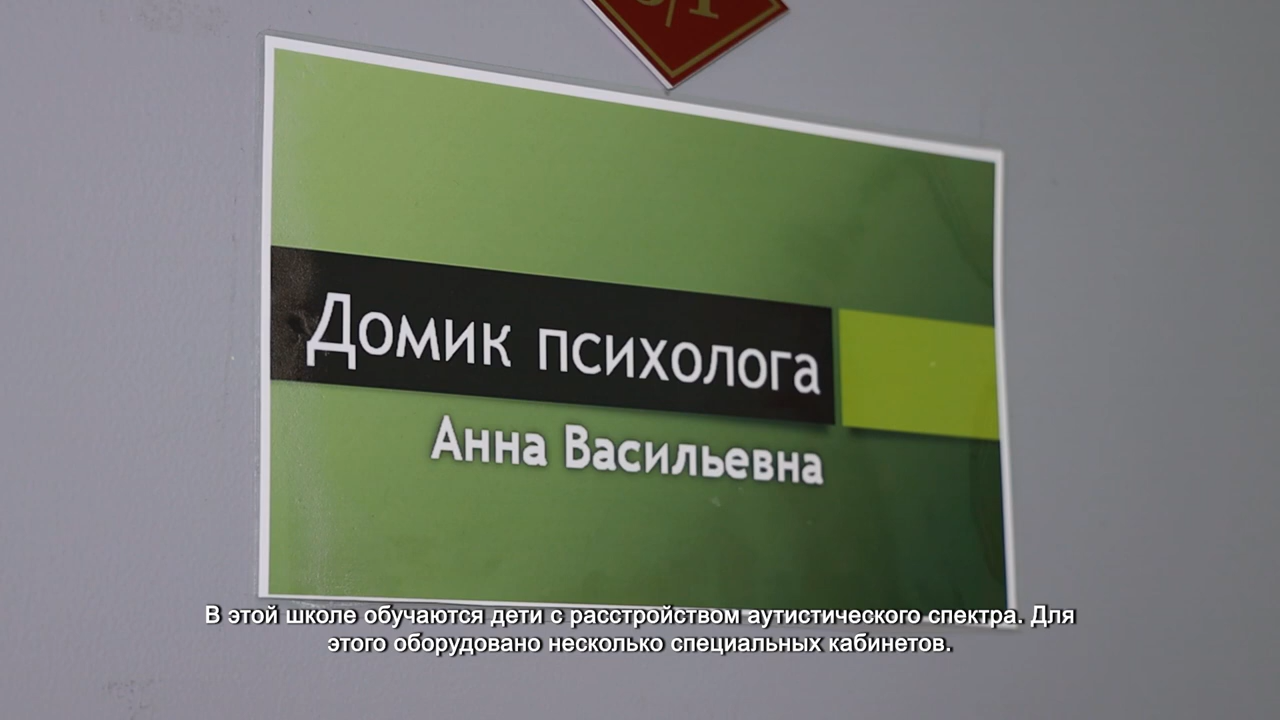 Домик психолога
Анна Васильевна
В этой школе обучаются дети с расстройством аутистического спектра. Для
этого оборудовано несколько специальных кабинетов.